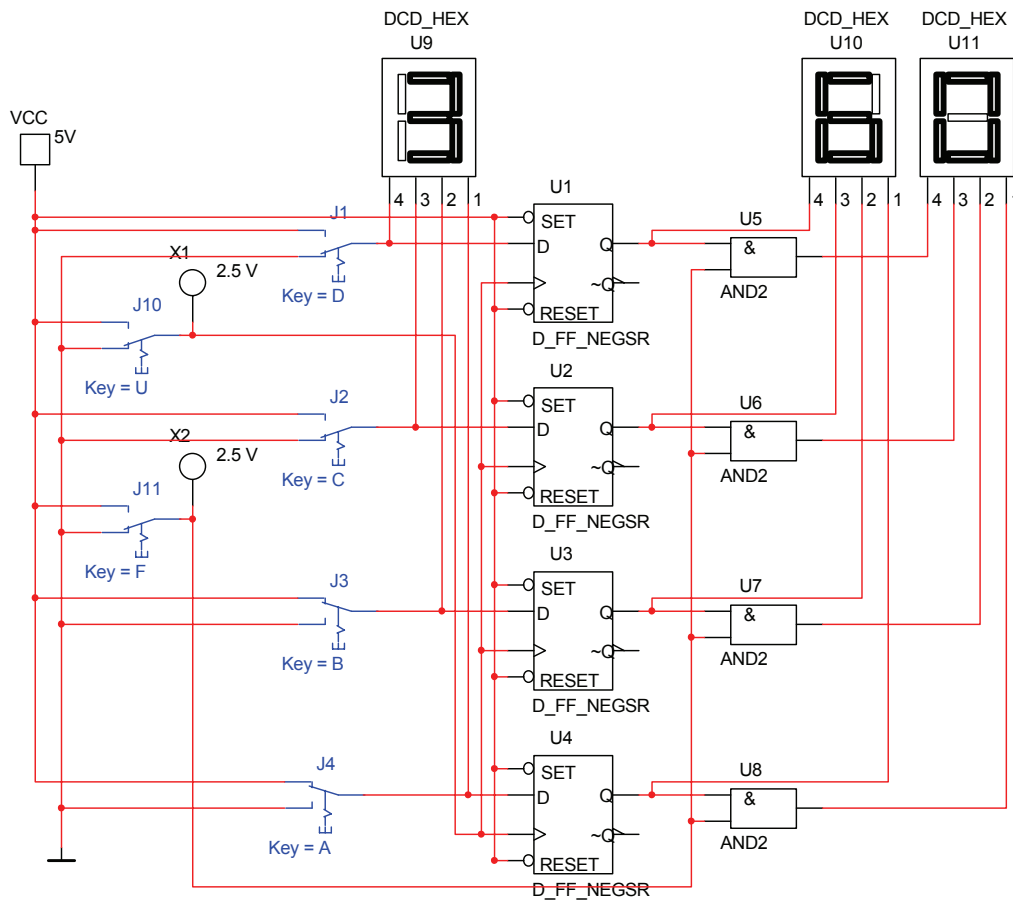 DCD_HEX
U9
DCD_HEX
U10
DCD_HEX
U11
VCC
5V
4 3 2 1
4 3 2 1
4 3 2
U1
SET
D
Q
~Q
RESET
D_FF_NEGSR
J1
Key = D
X1
2.5 V
J10
Key = U
U5
&
AND2
U2
SET
D
Q
~Q
RESET
D_FF_NEGSR
J2
Key = C
X2
2.5 V
J11
Key = F
U6
&
AND2
U3
SET
D
Q
~Q
RESET
D_FF_NEGSR
J3
Key = B
U7
&
AND2
U4
SET
D
Q
~Q
RESET
D_FF_NEGSR
J4
Key = A
U8
&
AND2